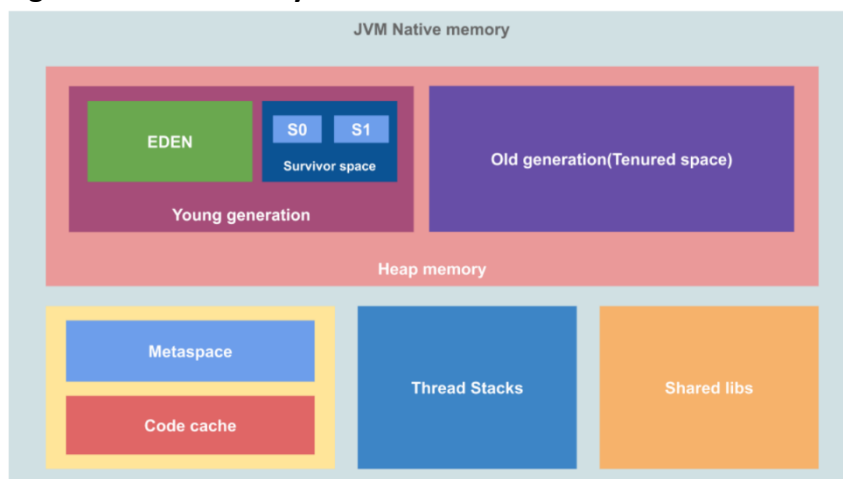 JVM Native memory
EDEN
S0
S1
Survivor space
Young generation
Old generation(Tenured space)
Heap memory
Metaspace
Code cache
Thread Stacks
Shared libs